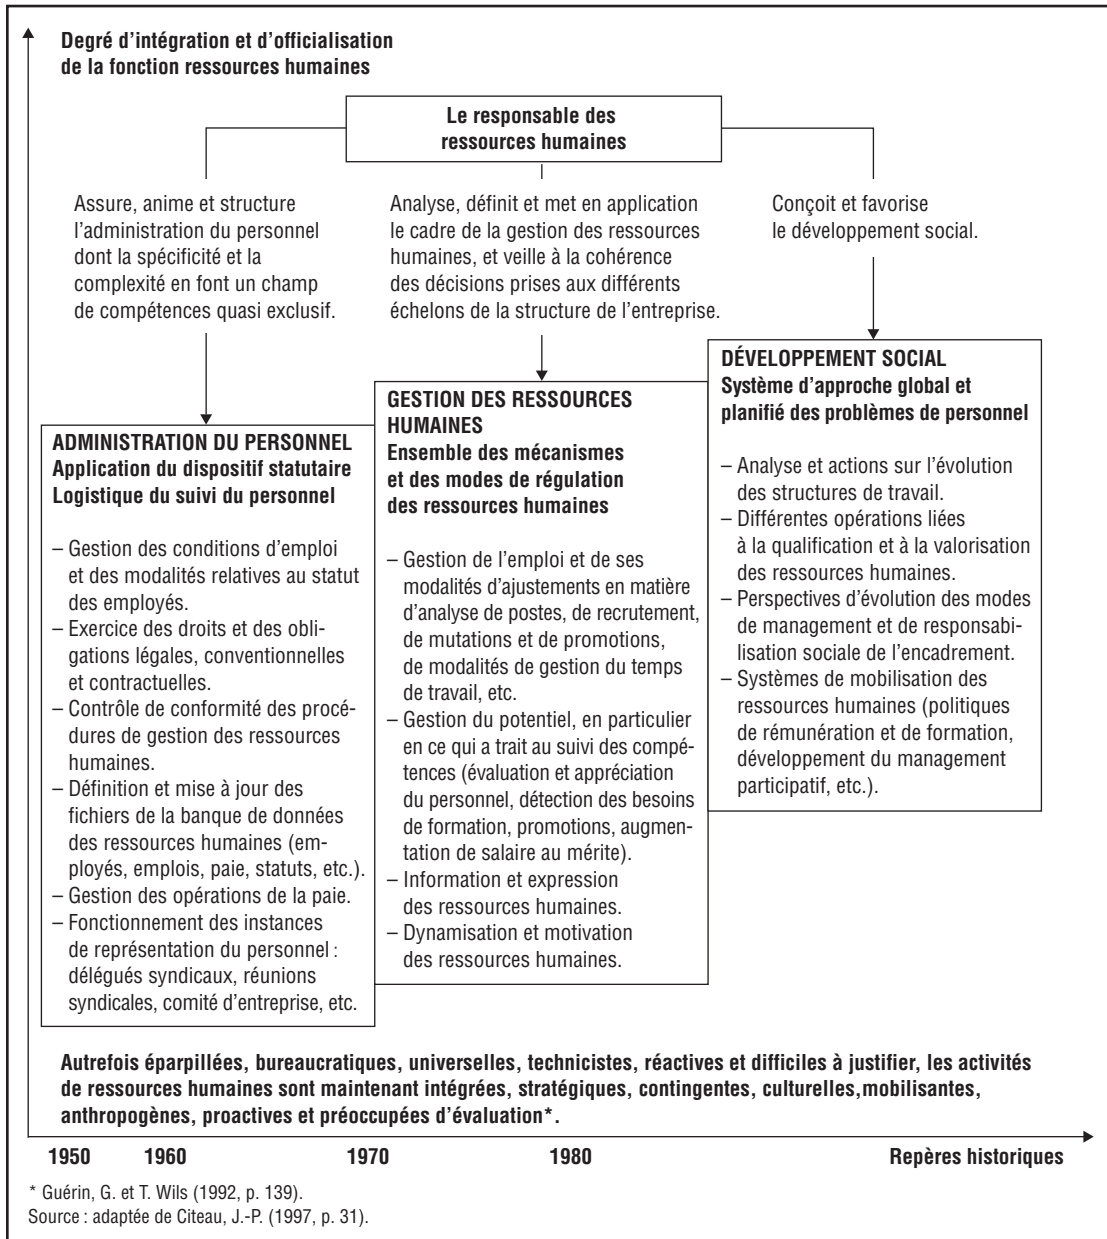 Degré d’intégration et d’officialisation
de la fonction ressources humaines
Le responsable des
ressources humaines
Assure, anime et structure
l’administration du personnel
dont la spécificité et la
complexité en font un champ
de compétences quasi exclusif.
Analyse, définit et met en application
le cadre de la gestion des ressources
humaines, et veille à la cohérence
des décisions prises aux différents
échelons de la structure de l’entreprise.
Conçoit et favorise
le développement social.
ADMINISTRATION DU PERSONNEL
Application du dispositif statutaire
Logistique du suivi du personnel
– Gestion des conditions d’emploi
et des modalités relatives au statut
des employés.
– Exercice des droits et des obli-
gations légales, conventionnelles
et contractuelles.
– Contrôle de conformité des procé-
dures de gestion des ressources
humaines.
– Définition et mise à jour des
fichiers de la banque de données
des ressources humaines (em-
ployés, emplois, paie, statuts, etc.).
– Gestion des opérations de la paie.
– Fonctionnement des instances
de représentation du personnel :
délégués syndicaux, réunions
syndicales, comité d’entreprise, etc.
GESTION DES RESSOURCES
HUMAINES
Ensemble des mécanismes
et des modes de régulation
des ressources humaines
– Gestion de l’emploi et de ses
modalités d’ajustements en matière
d’analyse de postes, de recrutement,
de mutations et de promotions,
de modalités de gestion du temps
de travail, etc.
– Gestion du potentiel, en particulier
en ce qui a trait au suivi des compé-
tences (évaluation et appréciation
du personnel, détection des besoins
de formation, promotions, augmen-
tation de salaire au mérite).
– Information et expression
des ressources humaines.
– Dynamisation et motivation
des ressources humaines.
DÉVELOPPEMENT SOCIAL
Système d’approche global et
planifié des problèmes de personnel
– Analyse et actions sur l’évolution
des structures de travail.
– Différentes opérations liées
à la qualification et à la valorisation
des ressources humaines.
– Perspectives d’évolution des modes
de management et de responsabi-
lisation sociale de l’encadrement.
– Systèmes de mobilisation des
ressources humaines (politiques
de rémunération et de formation,
développement du management
participatif, etc.).
Autrefois éparpillées, bureaucratiques, universelles, technicistes, réactives et difficiles à justifier, les activités
de ressources humaines sont maintenant intégrées, stratégiques, contingentes, culturelles,mobilisantes,
anthropogènes, proactives et préoccupées d’évaluation*.
1950 1960 1970 1980 Repères historiques
* Guérin, G. et T. Wils (1992, p. 139).
Source : adaptée de Citeau, J.-P. (1997, p. 31).